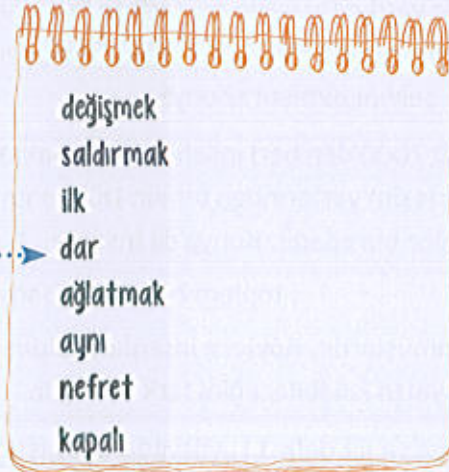 değişmek
saldırmak
ilk
dar
ağlatmak
aynı
nefret
kapalı